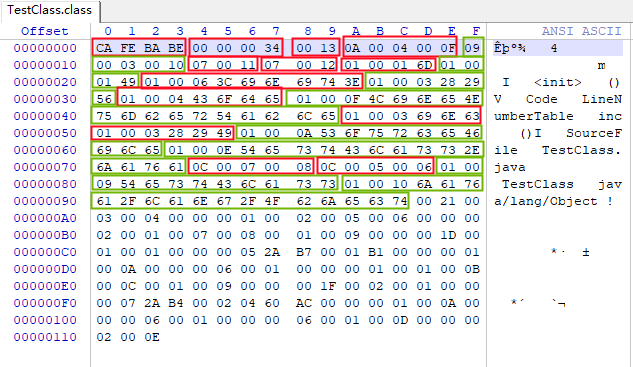 TestClass.class
Offset 0 1 2 3 4 5 6 7 8 9 A B C D E F ANSI ASCII
00000000 CA FE BA BE 00 00 00 34 00 13 0A 00 04 00 0F 09 Êþº¾ 4
00000010 00 03 00 10 07 00 11 07 00 12 01 00 01 6D 01 00 m
00000020 01 49 01 00 06 3C 69 6E 69 74 3E 01 00 03 28 29 I <init> ()
00000030 56 01 00 04 43 6F 64 65 01 00 0F 4C 69 6E 65 4E V Code LineN
00000040 75 6D 62 65 72 54 61 62 6C 65 01 00 03 69 6E 63 umberTable inc
00000050 01 00 03 28 29 49 01 00 0A 53 6F 75 72 63 65 46 ()I SourceF
00000060 69 6C 65 01 00 0E 54 65 73 74 43 6C 61 73 73 2E ile TestClass.
00000070 6A 61 76 61 0C 00 07 00 08 0C 00 05 00 06 01 00 java
00000080 09 54 65 73 74 43 6C 61 73 73 01 00 10 6A 61 76 TestClass jav
00000090 61 2F 6C 61 6E 67 2F 4F 62 6A 65 63 74 00 21 00 a/lang/Object !
000000A0 03 00 04 00 00 00 01 00 02 00 05 00 06 00 00 00
000000B0 02 00 01 00 07 00 08 00 01 00 09 00 00 00 1D 00
000000C0 01 00 01 00 00 00 05 2A B7 00 01 B1 00 00 00 01 *· ±
000000D0 00 0A 00 00 00 06 00 01 00 00 00 01 00 01 00 0B
000000E0 00 0C 00 01 00 09 00 00 00 1F 00 02 00 01 00 00
000000F0 00 07 2A B4 00 02 04 60 AC 00 00 00 01 00 0A 00 *´ `¬
00000100 00 00 06 00 01 00 00 00 06 00 01 00 0D 00 00 00
00000110 02 00 0E